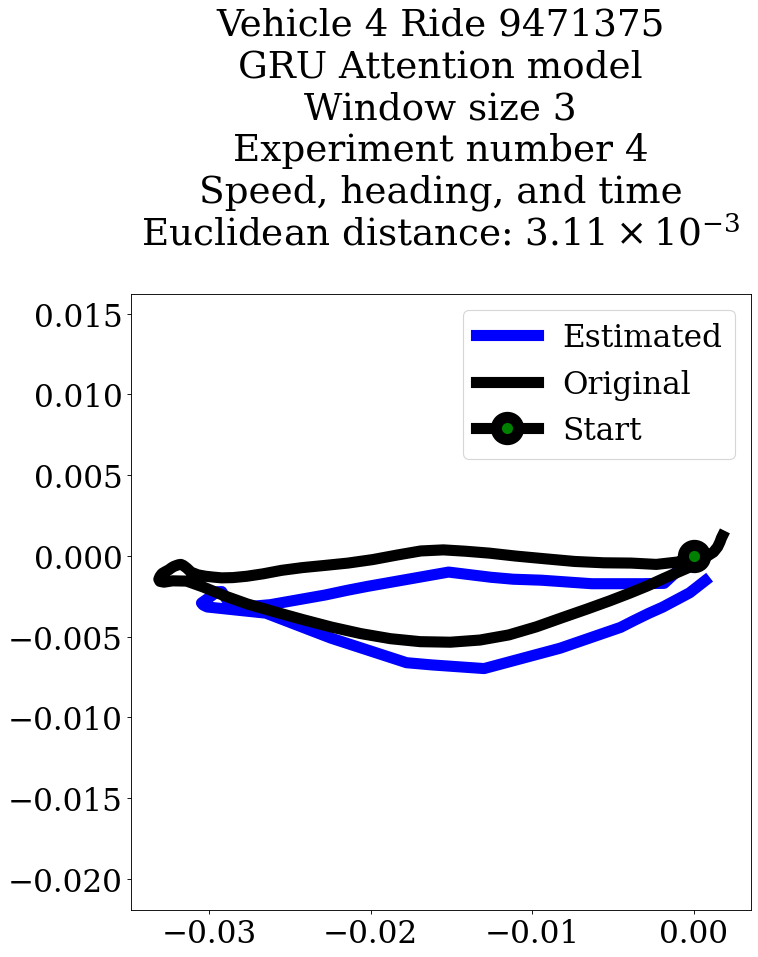 Vehicle 4 Ride 9471375
GRU Attention model
Window size 3
Experiment number 4
Speed, heading, and time
Euclidean distance: 3.11 × 10⁻³
Estimated
Original
Start
0.015
0.010
0.005
0.000
−0.005
−0.010
−0.015
−0.020
−0.03 −0.02 −0.01 0.00